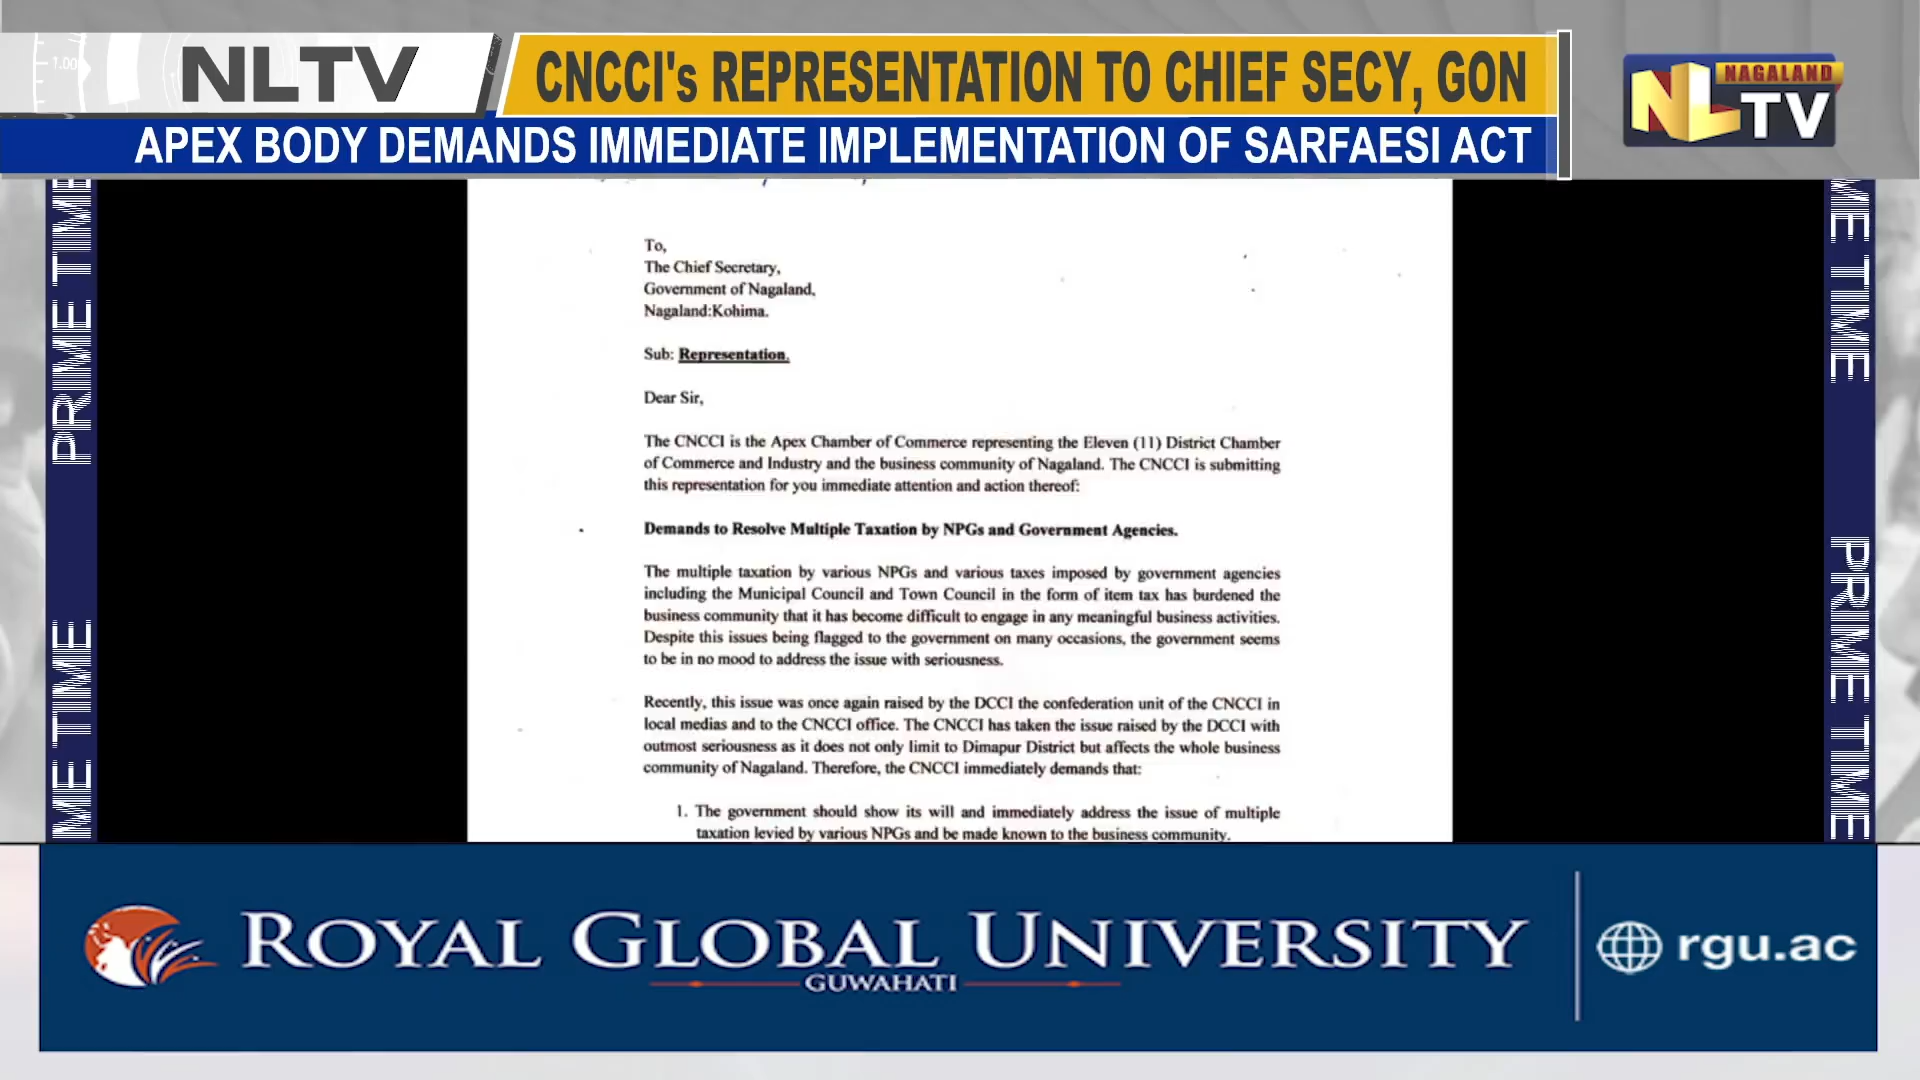 1.00
NLTV
CNCCI's REPRESENTATION TO CHIEF SECY, GON
NAGALAND
NLTV
APEX BODY DEMANDS IMMEDIATE IMPLEMENTATION OF SARFAESI ACT
PRIME TIME
ME TIME
ME TIME
PRIME TIME
To,
The Chief Secretary,
Government of Nagaland,
Nagaland:Kohima.
Sub: Representation.
Dear Sir,
The CNCCI is the Apex Chamber of Commerce representing the Eleven (11) District Chamber
of Commerce and Industry and the business community of Nagaland. The CNCCI is submitting
this representation for you immediate attention and action thereof:
Demands to Resolve Multiple Taxation by NPGs and Government Agencies.
The multiple taxation by various NPGs and various taxes imposed by government agencies
including the Municipal Council and Town Council in the form of item tax has burdened the
business community that it has become difficult to engage in any meaningful business activities.
Despite this issues being flagged to the government on many occasions, the government seems
to be in no mood to address the issue with seriousness.
Recently, this issue was once again raised by the DCCI the confederation unit of the CNCCI in
local medias and to the CNCCI office. The CNCCI has taken the issue raised by the DCCI with
outmost seriousness as it does not only limit to Dimapur District but affects the whole business
community of Nagaland. Therefore, the CNCCI immediately demands that:
1. The government should show its will and immediately address the issue of multiple
taxation levied by various NPGs and be made known to the business community.
ROYAL GLOBAL UNIVERSITY
GUWAHATI
rgu.ac